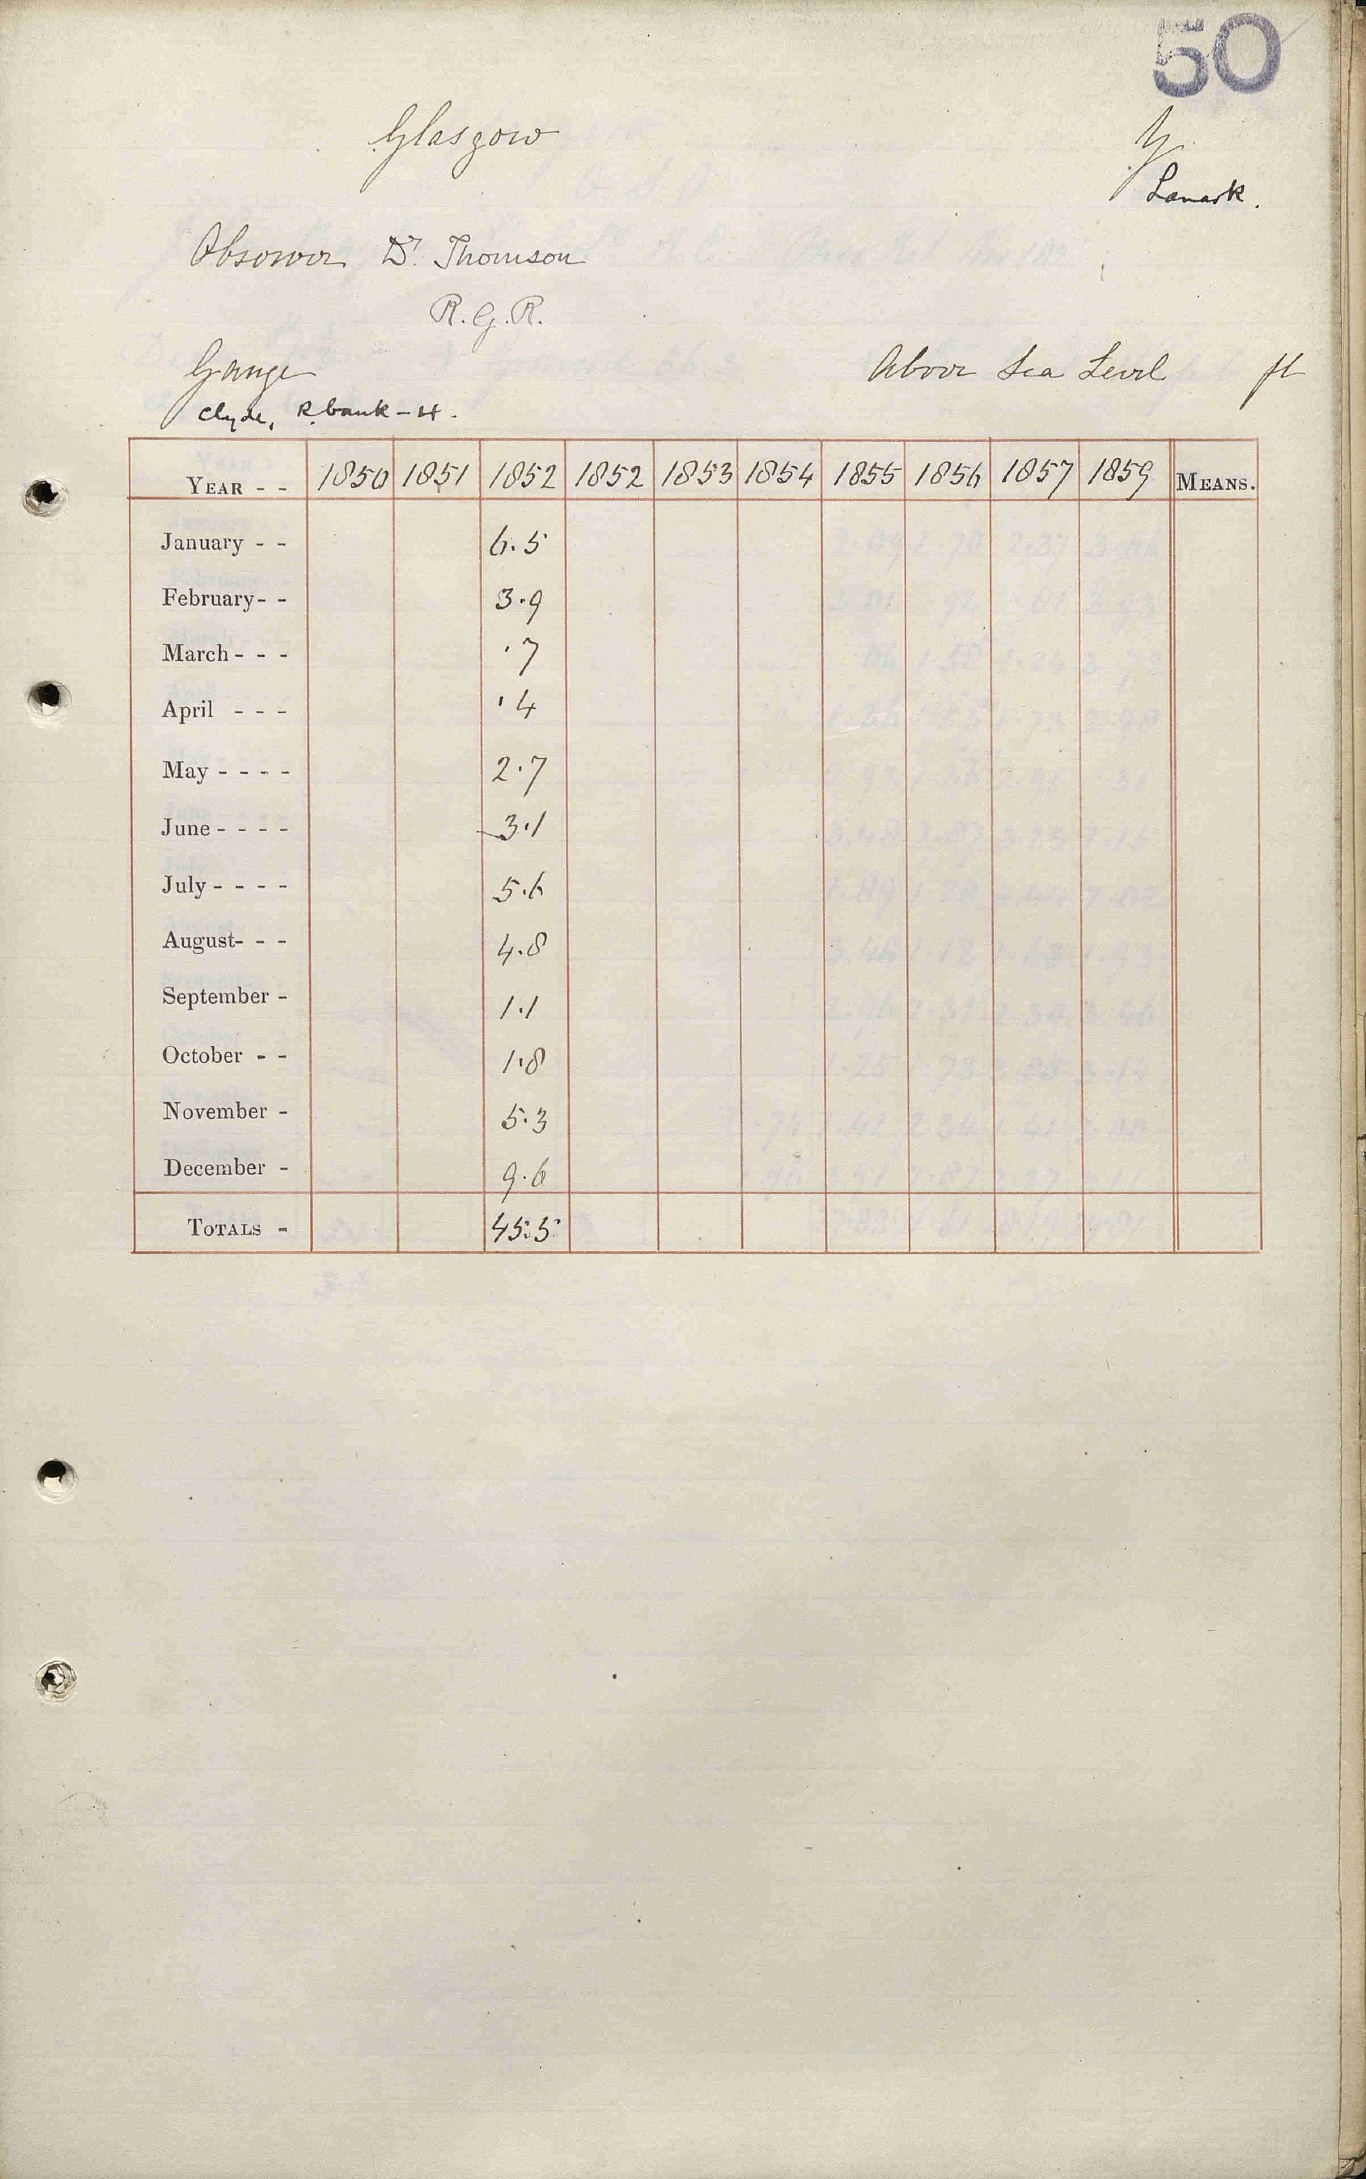 50
Glasgow
Y
Lanark.
Observer Dr. Thomson
R.G.R.
Gauge Above Sea Level ft
Clyde, R. bank - H.
YEAR - - 1850 1851 1852 1852 1853 1854 1855 1856 1857 1859 MEANS.
January - - 6.5
February- - 3.9
March - - - .7
April - - - .4
May - - - - 2.7
June - - - - 3.1
July - - - - 5.6
August- - - 4.8
September - 1.1
October - - 1.8
November - 5.3
December - 9.6
TOTALS - 45.5